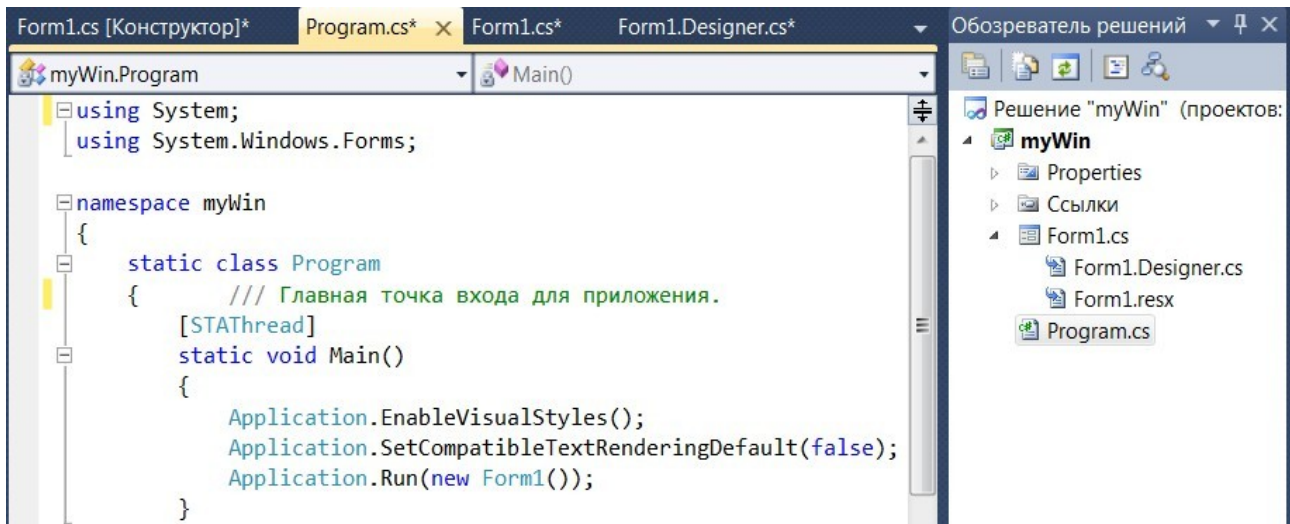 Form1.cs [Конструктор]* Program.cs* Form1.cs* Form1.Designer.cs*
myWin.Program Main()
using System;
using System.Windows.Forms;
namespace myWin
{
static class Program
{ /// Главная точка входа для приложения.
[STAThread]
static void Main()
{
Application.EnableVisualStyles();
Application.SetCompatibleTextRenderingDefault(false);
Application.Run(new Form1());
}
Обозреватель решений
Решение "myWin" (проектов:
myWin
Properties
Ссылки
Form1.cs
Form1.Designer.cs
Form1.resx
Program.cs